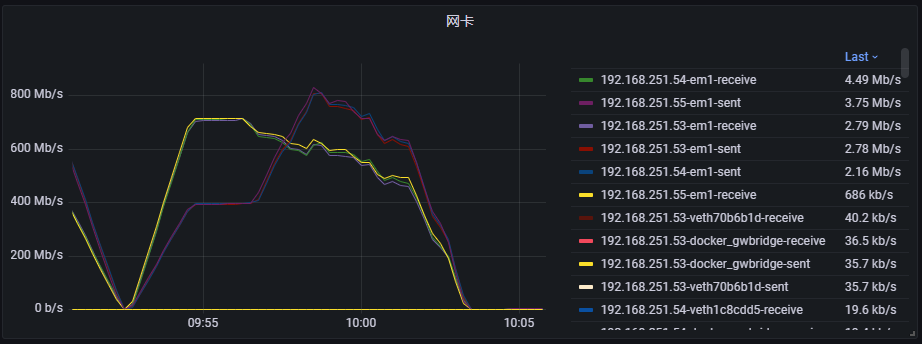 网卡
800 Mb/s
600 Mb/s
400 Mb/s
200 Mb/s
0 b/s
09:55
10:00
10:05
Last
192.168.251.54-em1-receive 4.49 Mb/s
192.168.251.55-em1-sent 3.75 Mb/s
192.168.251.53-em1-receive 2.79 Mb/s
192.168.251.53-em1-sent 2.78 Mb/s
192.168.251.54-em1-sent 2.16 Mb/s
192.168.251.55-em1-receive 686 kb/s
192.168.251.53-veth70b6b1d-receive 40.2 kb/s
192.168.251.53-docker_gwbridge-receive 36.5 kb/s
192.168.251.53-docker_gwbridge-sent 35.7 kb/s
192.168.251.53-veth70b6b1d-sent 35.7 kb/s
192.168.251.54-veth1c8cdd5-receive 19.6 kb/s